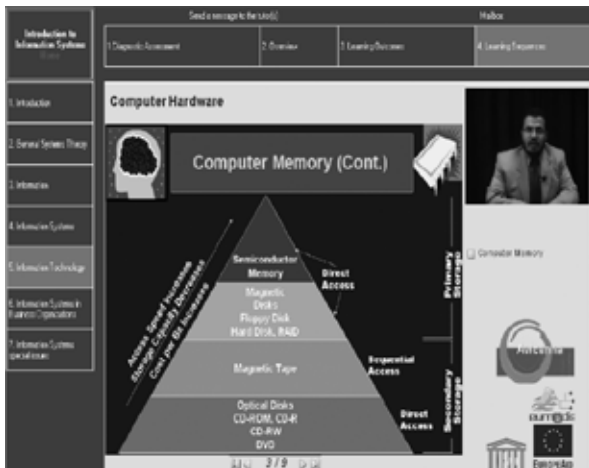 Send a message to the tutor(s)
Mailbox
Introduction to
Information Systems
1. Diagnostic Assessment
2. Overview
3. Learning Outcomes
4. Learning Sequences
1. Introduction
2. General Systems Theory
3. Information
4. Information Systems
5. Information Technology
6. Information Systems in
Business Organizations
7. Information Systems
special issues
Computer Hardware
Computer Memory (Cont.)
Access Speed Increases
Storage Capacity Decreases
Cost per Bit Increases
Semiconductor
Memory
Direct
Access
Primary
Storage
Magnetic
Disks
Floppy Disk
Hard Disk, RAID
Magnetic Tape
Sequential
Access
Optical Disks
CD-ROM, CD-R
CD-RW
DVD
Direct
Access
Secondary
Storage
3 / 9
Computer Memory
Avicenna